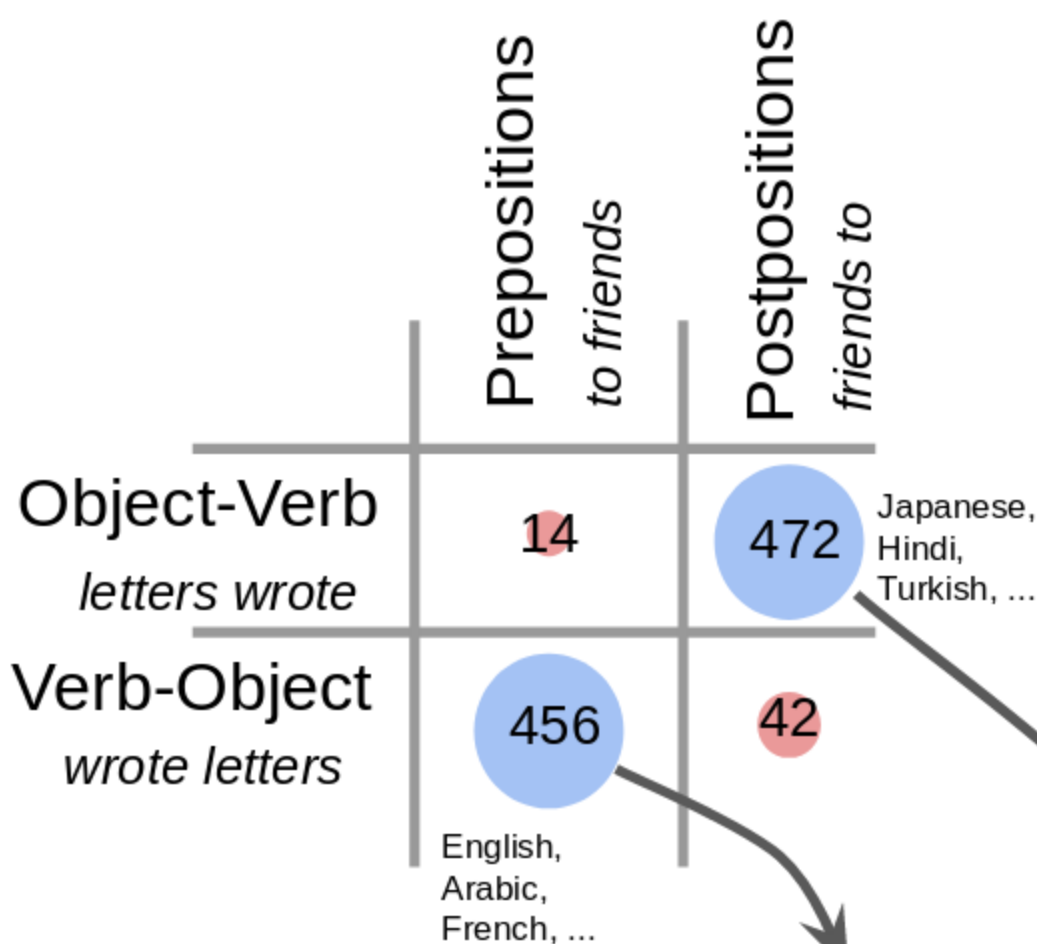 Prepositions
to friends
Postpositions
friends to
Object-Verb
letters wrote
14
472
Japanese,
Hindi,
Turkish, ...
Verb-Object
wrote letters
456
42
English,
Arabic,
French, ...